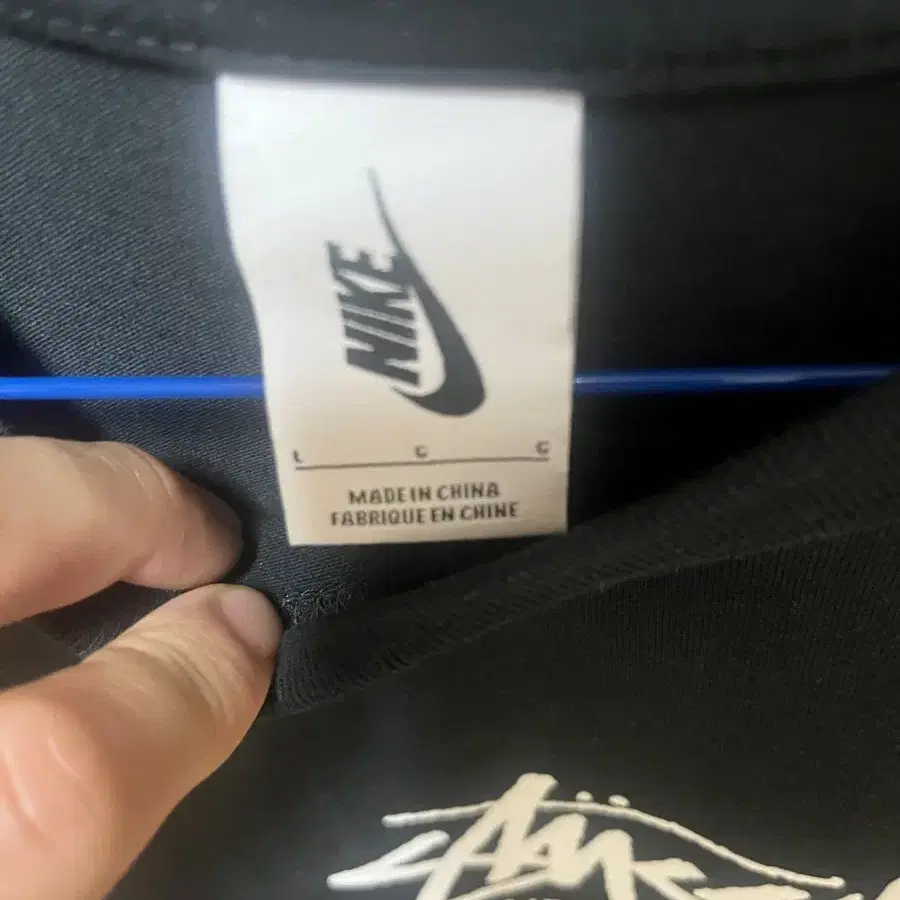 NIKE
L G G
MADE IN CHINA
FABRIQUE EN CHINE